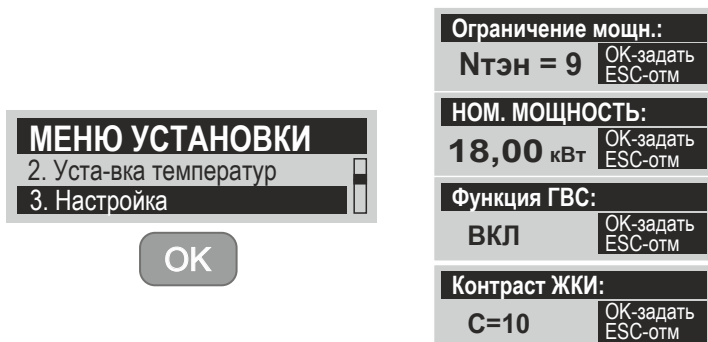 МЕНЮ УСТАНОВКИ
2. Уста-вка температур
3. Настройка
OK
Ограничение мощн.:
Nтэн = 9
OK-задать
ESC-отм
НОМ. МОЩНОСТЬ:
18,00 кВт
OK-задать
ESC-отм
Функция ГВС:
ВКЛ
OK-задать
ESC-отм
Контраст ЖКИ:
C=10
OK-задать
ESC-отм